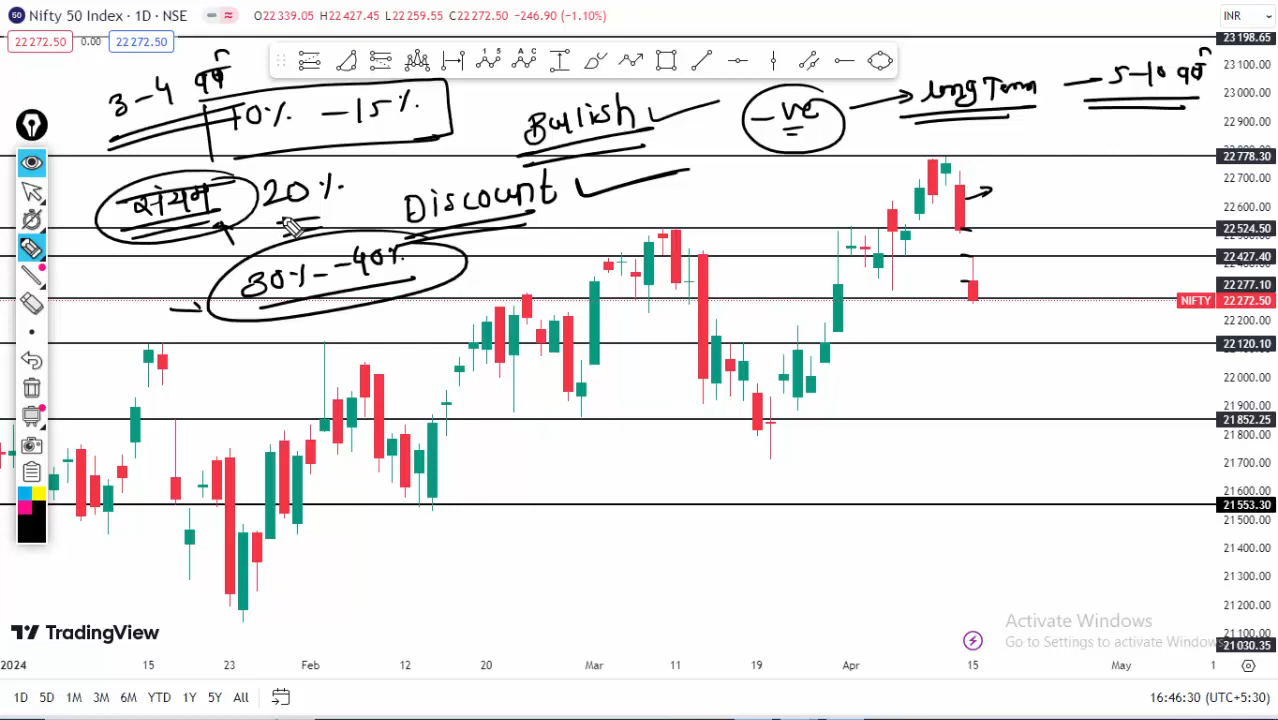 Nifty 50 Index · 1D · NSE O22339.05 H22427.45 L22259.55 C22272.50 -246.90 (-1.10%) INR
22272.50 0.00 22272.50
23198.65
23100.00
23000.00
22900.00
22778.30
22700.00
22600.00
22524.50
22427.40
22277.10
NIFTY 22272.50
22200.00
22120.10
22000.00
21900.00
21852.25
21800.00
21700.00
21600.00
21553.30
21500.00
21400.00
21300.00
21200.00
21100.00
21030.35
3-4 वर्ष
10% -15%
Bullish
-ve
Long Term
5-10 वर्ष
संयम
20%
Discount
30% -40%
TradingView
Activate Windows
Go to Settings to activate Windows
2024 15 23 Feb 12 20 Mar 11 19 Apr 15 May 1
1D 5D 1M 3M 6M YTD 1Y 5Y All 16:46:30 (UTC+5:30)